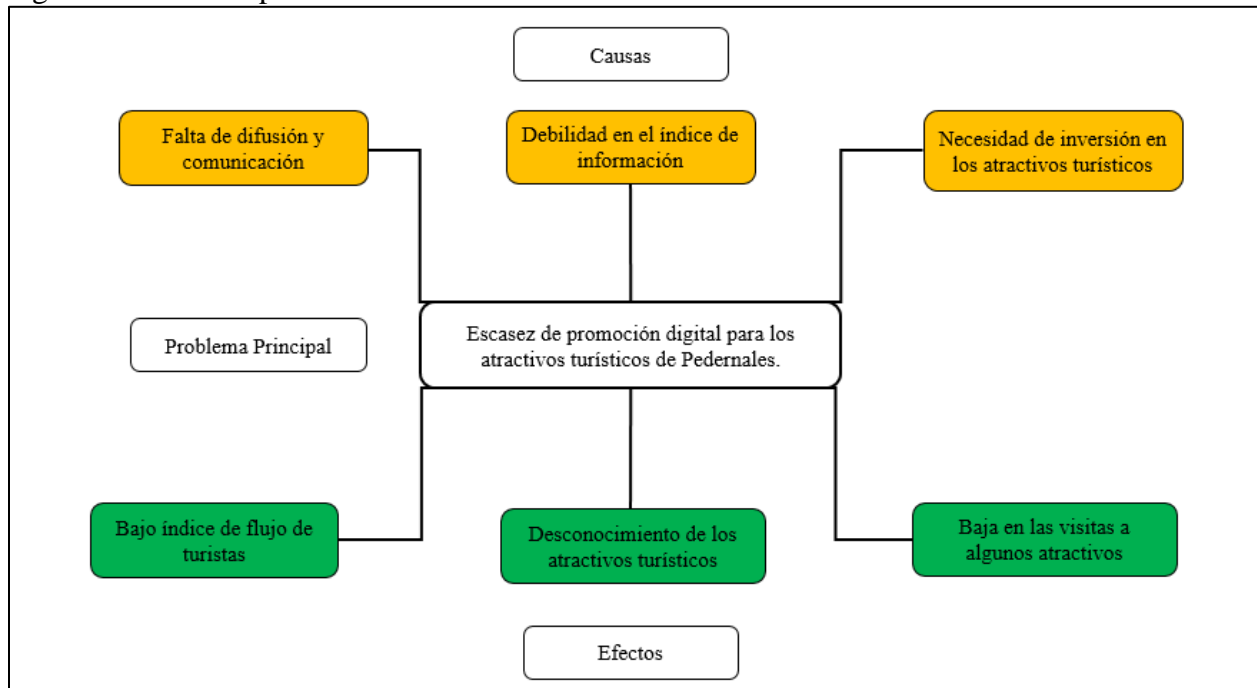 Causas
Falta de difusión y
comunicación
Debilidad en el índice de
información
Necesidad de inversión en
los atractivos turísticos
Problema Principal
Escasez de promoción digital para los
atractivos turísticos de Pedernales.
Bajo índice de flujo de
turistas
Desconocimiento de los
atractivos turísticos
Baja en las visitas a
algunos atractivos
Efectos